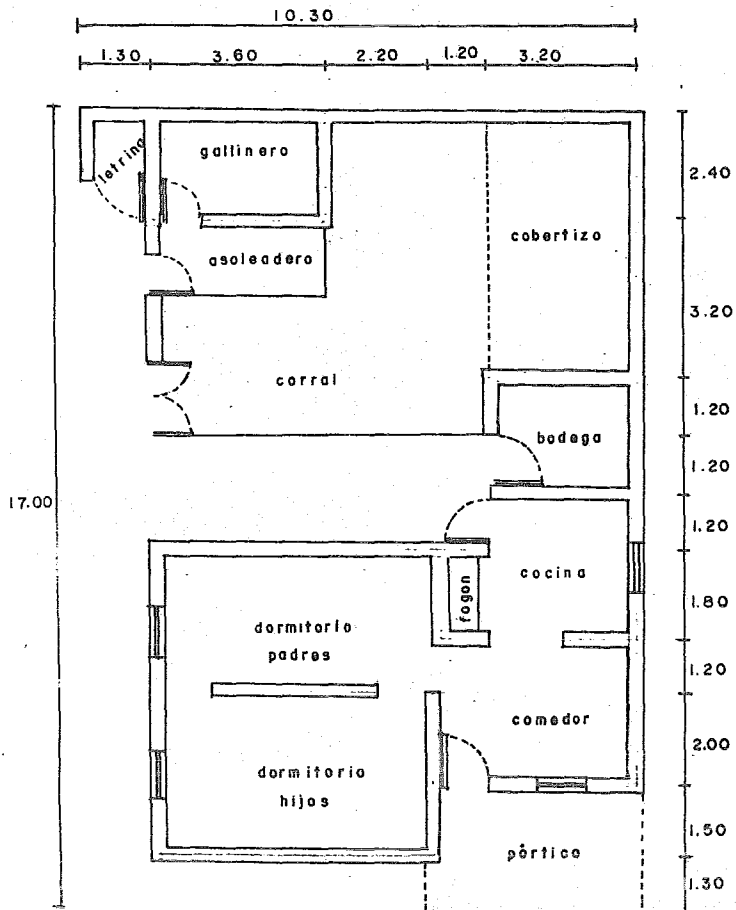 10.30
1.30 3.60 2.20 1.20 3.20
letrina
gallinero
2.40
cobertizo
asoleadero
3.20
corral
1.20
bodega
1.20
17.00
1.20
cocina
fogon
1.80
dormitorio
padres
1.20
comedor
2.00
dormitorio
hijos
1.50
pórtico
1.30